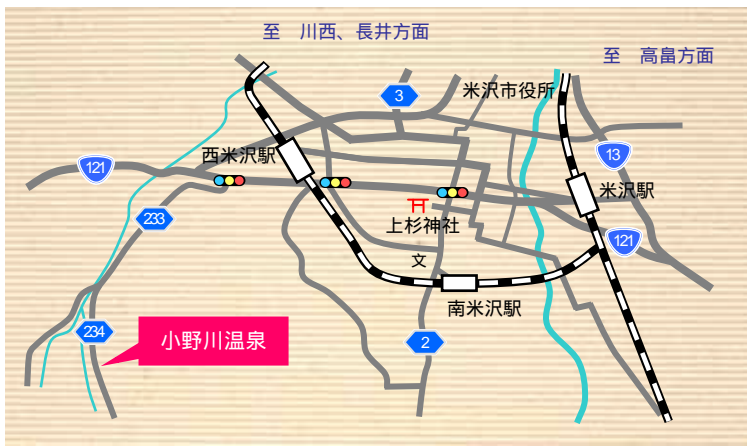 至　川西、長井方面
至　高畠方面
米沢市役所
3
13
西米沢駅
121
米沢駅
上杉神社
233
121
文
南米沢駅
234
小野川温泉
2